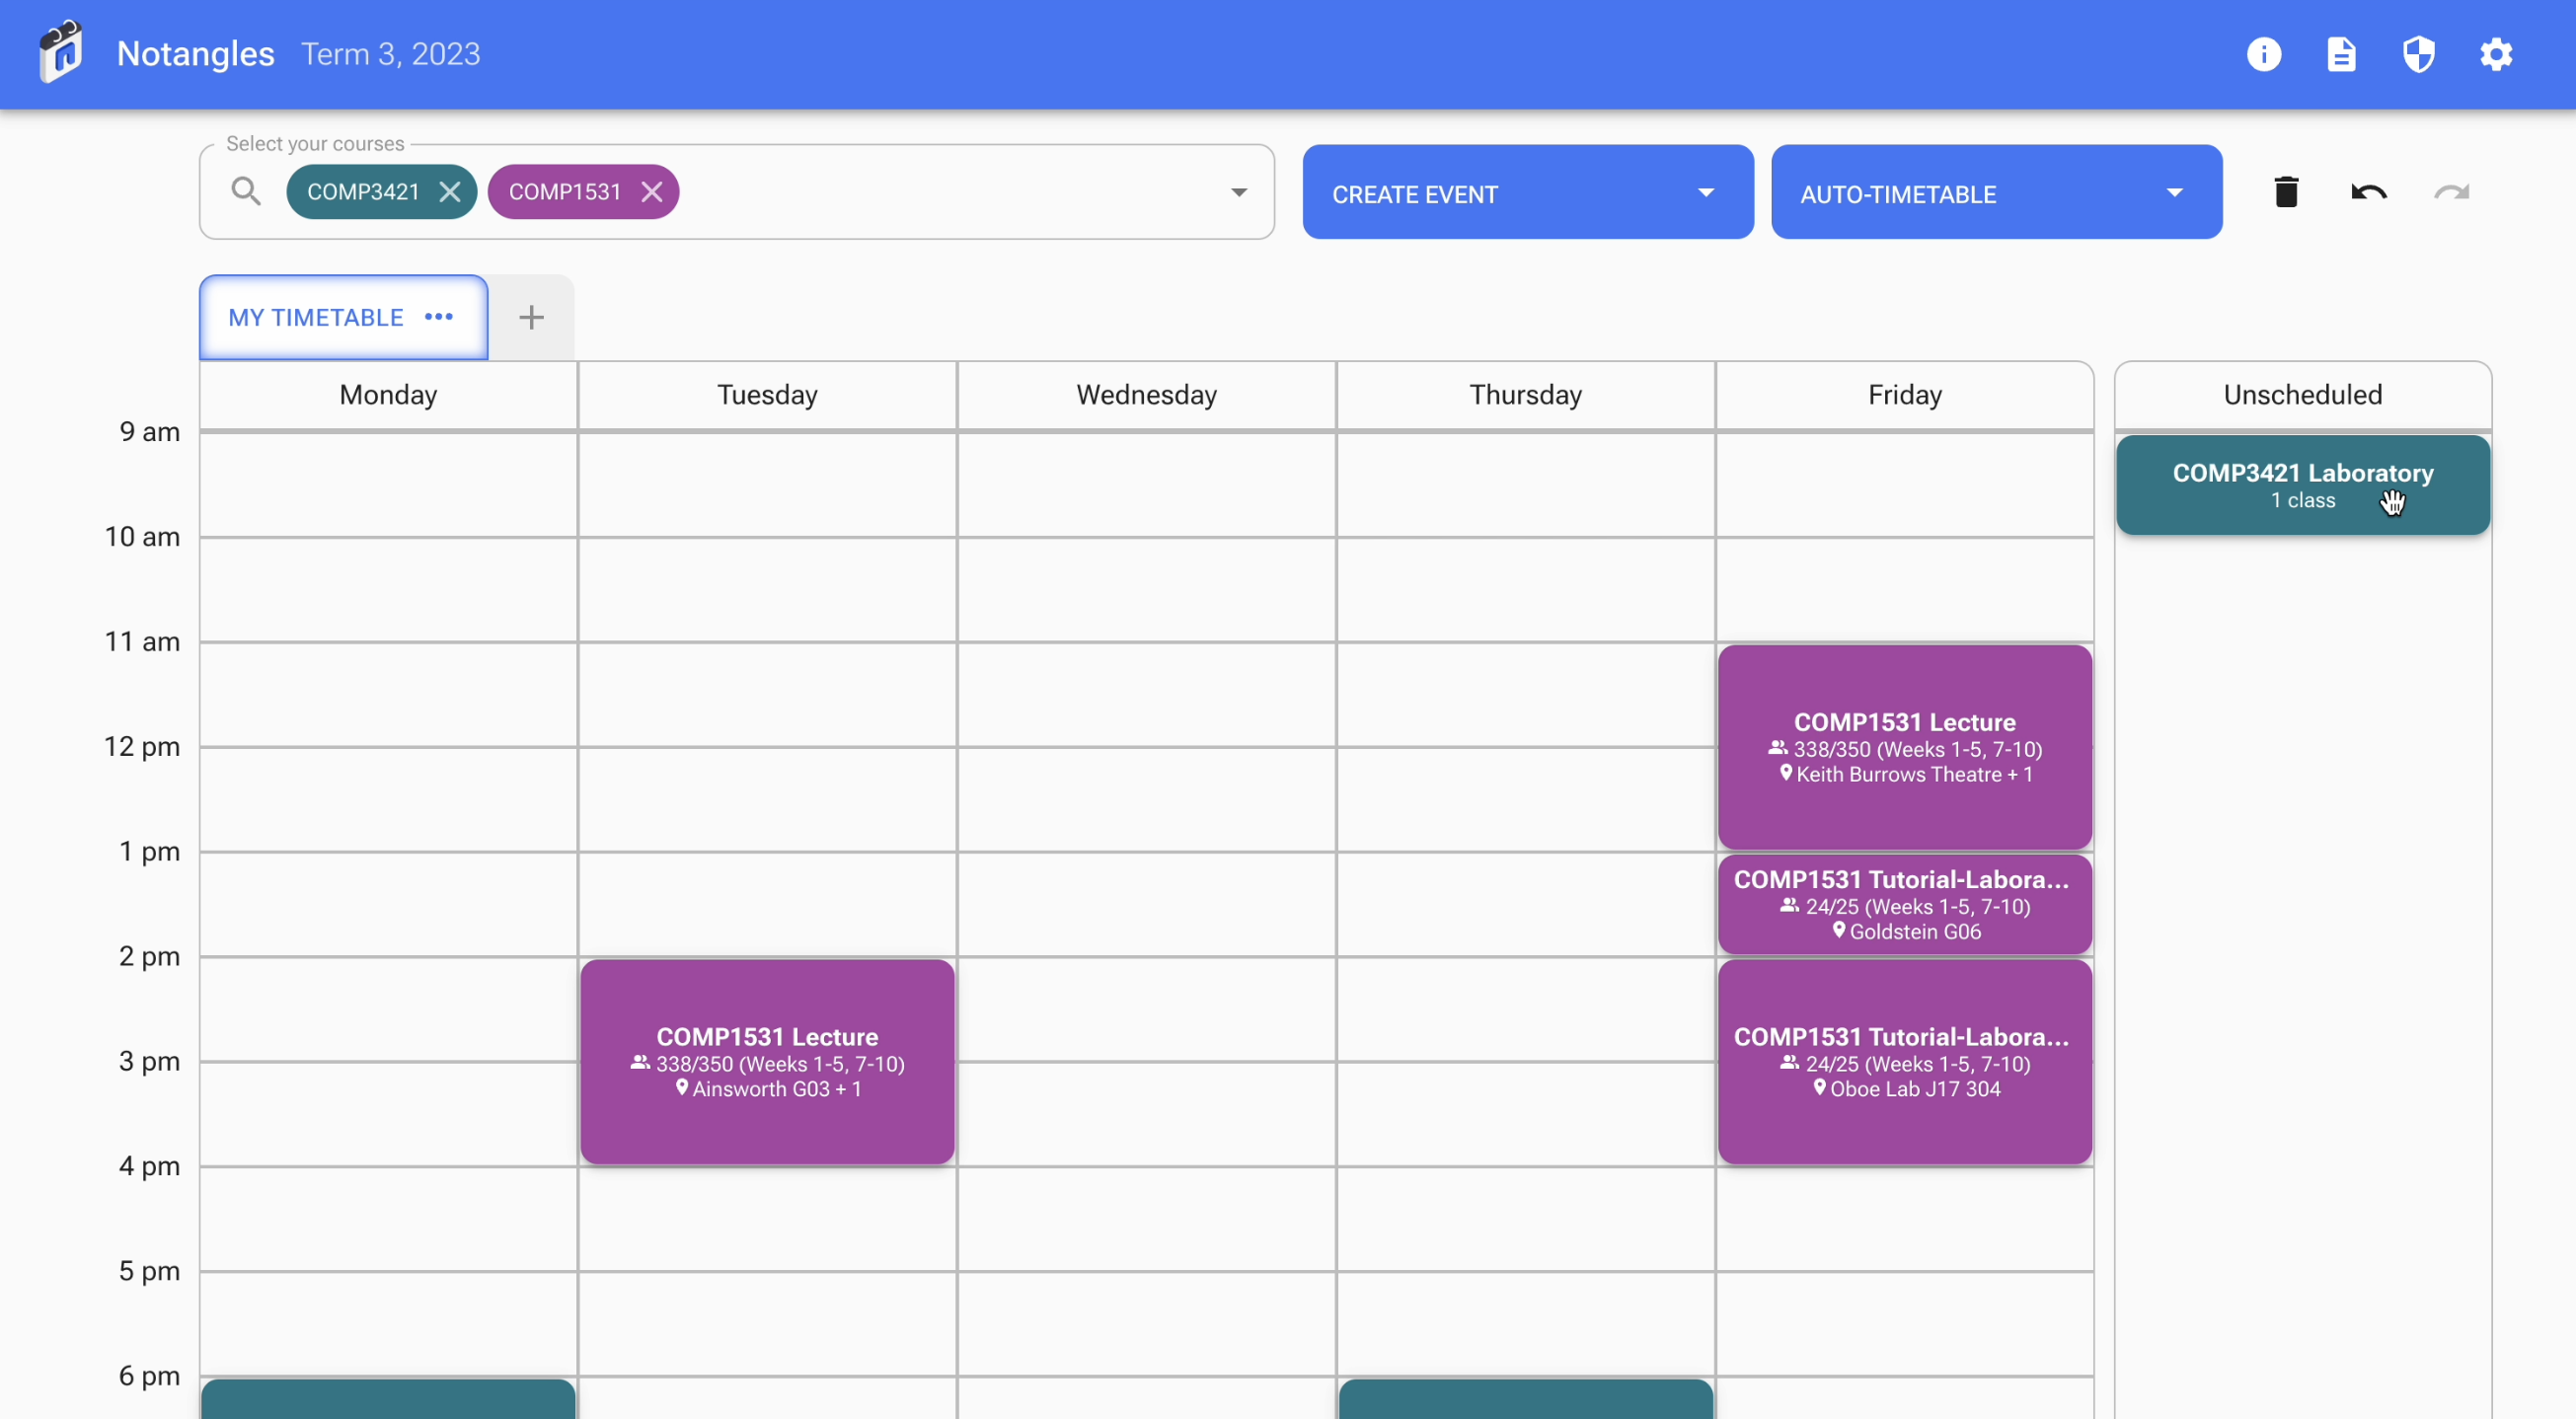 Notangles Term 3, 2023
Select your courses
COMP3421 COMP1531
CREATE EVENT
AUTO-TIMETABLE
MY TIMETABLE
Monday Tuesday Wednesday Thursday Friday Unscheduled
9 am
COMP3421 Laboratory
1 class
10 am
11 am
COMP1531 Lecture
338/350 (Weeks 1-5, 7-10)
Keith Burrows Theatre + 1
12 pm
1 pm
COMP1531 Tutorial-Labora...
24/25 (Weeks 1-5, 7-10)
Goldstein G06
2 pm
COMP1531 Lecture
338/350 (Weeks 1-5, 7-10)
Ainsworth G03 + 1
COMP1531 Tutorial-Labora...
24/25 (Weeks 1-5, 7-10)
Oboe Lab J17 304
3 pm
4 pm
5 pm
6 pm